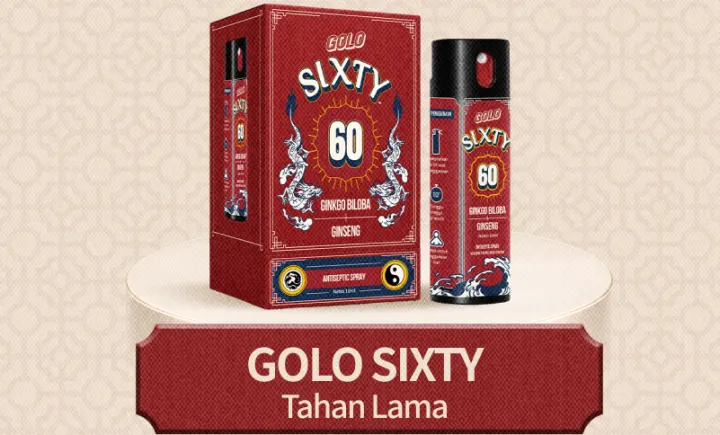 GOLO
SIXTY
60
GINKGO BILOBA
GINSENG
ANTISEPTIC SPRAY
GOLO
SIXTY
60
GINKGO BILOBA
GINSENG
ANTISEPTIC SPRAY
GOLO SIXTY
Tahan Lama